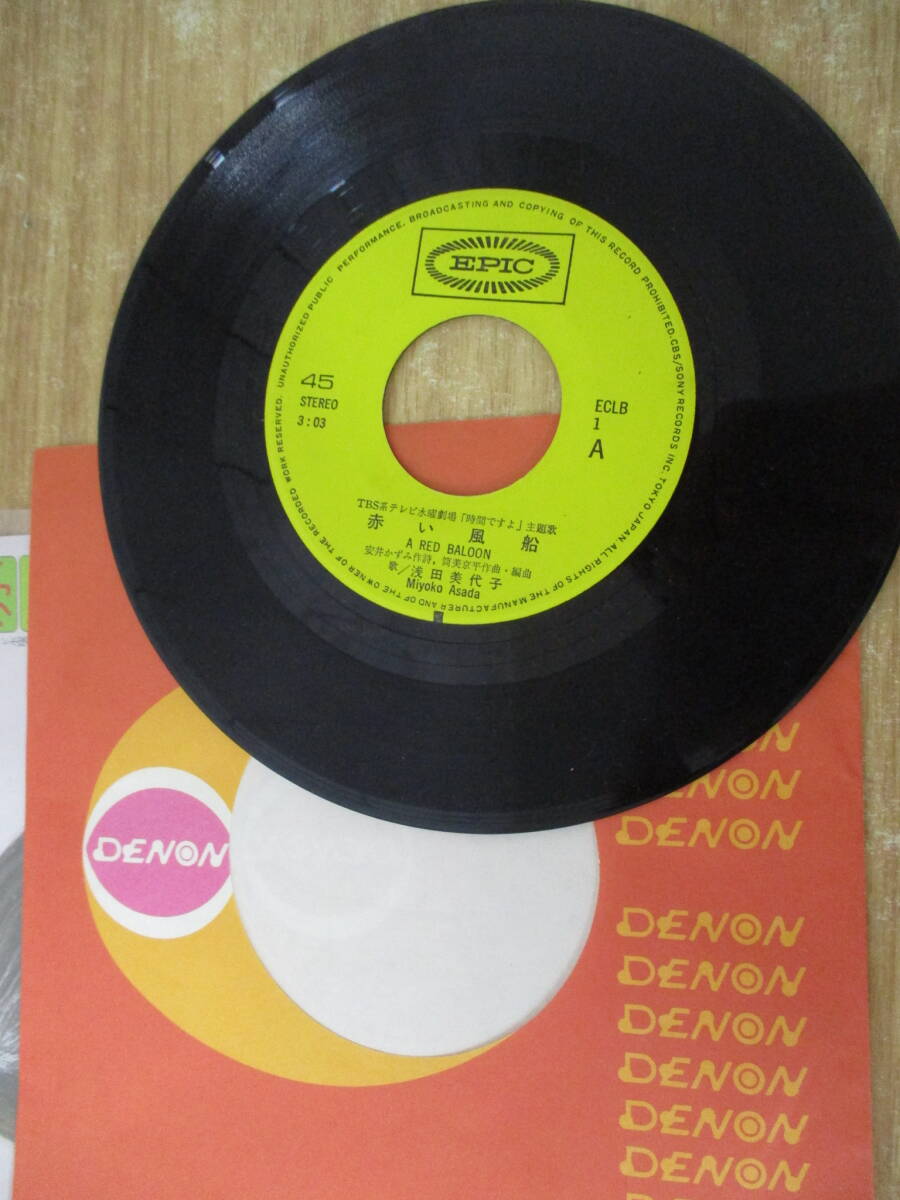 UNAUTHORIZED PUBLIC PERFORMANCE, BROADCASTING AND COPYING OF THIS RECORD PROHIBITED. CBS/SONY RECORDS INC. TOKYO JAPAN ALL RIGHTS OF THE MANUFACTURER AND OF THE OWNER OF THE RECORDED WORK RESERVED.
EPIC
45
STEREO
3:03
ECLB
1
A
TBS系テレビ水曜劇場「時間ですよ」主題歌
赤い風船
A RED BALOON
安井かずみ作詩, 筒美京平作曲・編曲
歌/浅田美代子
Miyoko Asada
DENON
DENON
DENON
DENON
DENON
DENON
DENON
DENON
DENON